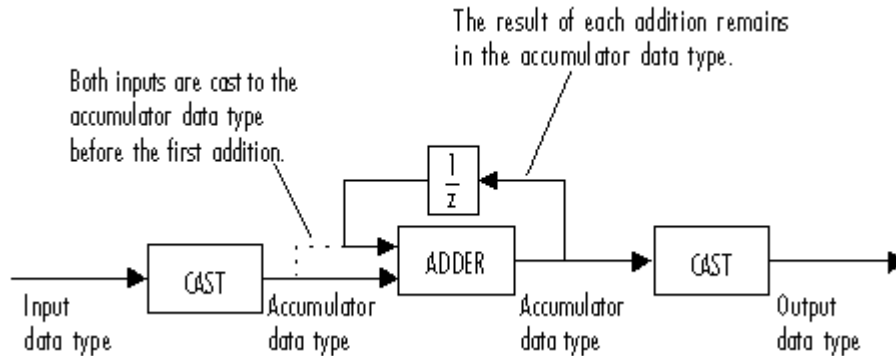 The result of each addition remains
in the accumulator data type.
Both inputs are cast to the
accumulator data type
before the first addition.
1
z
CAST
ADDER
CAST
Input
data type
Accumulator
data type
Accumulator
data type
Output
data type